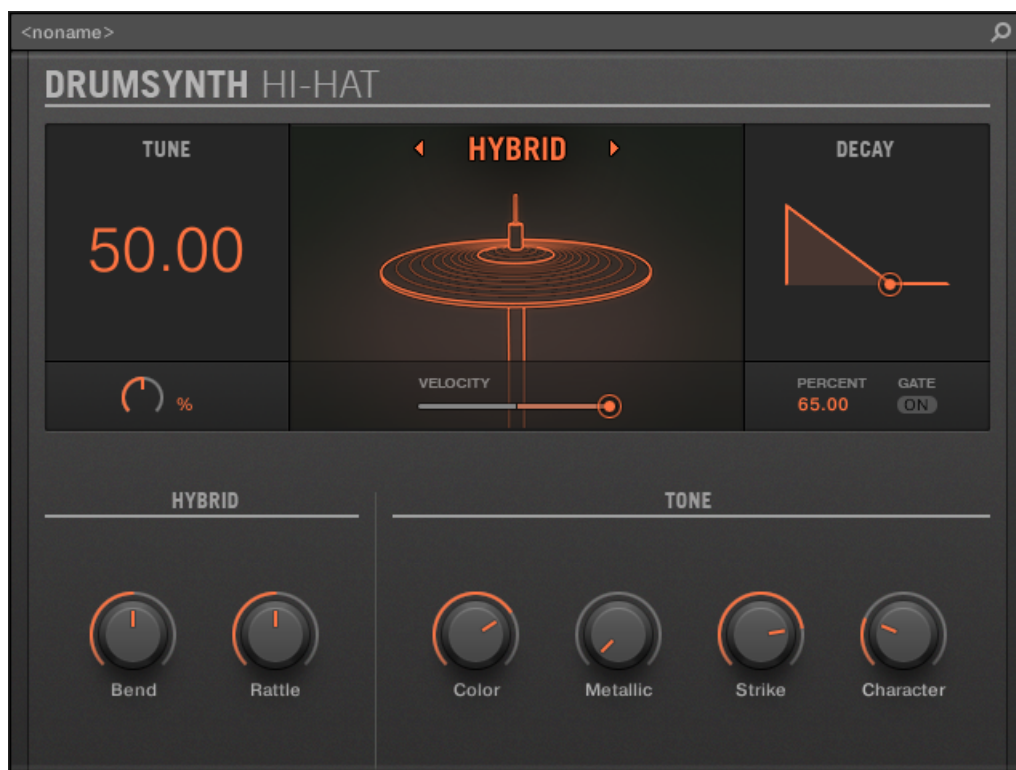 <noname>
DRUMSYNTH HI-HAT
TUNE
HYBRID
DECAY
50.00
%
VELOCITY
PERCENT GATE
65.00 ON
HYBRID
TONE
Bend Rattle Color Metallic Strike Character